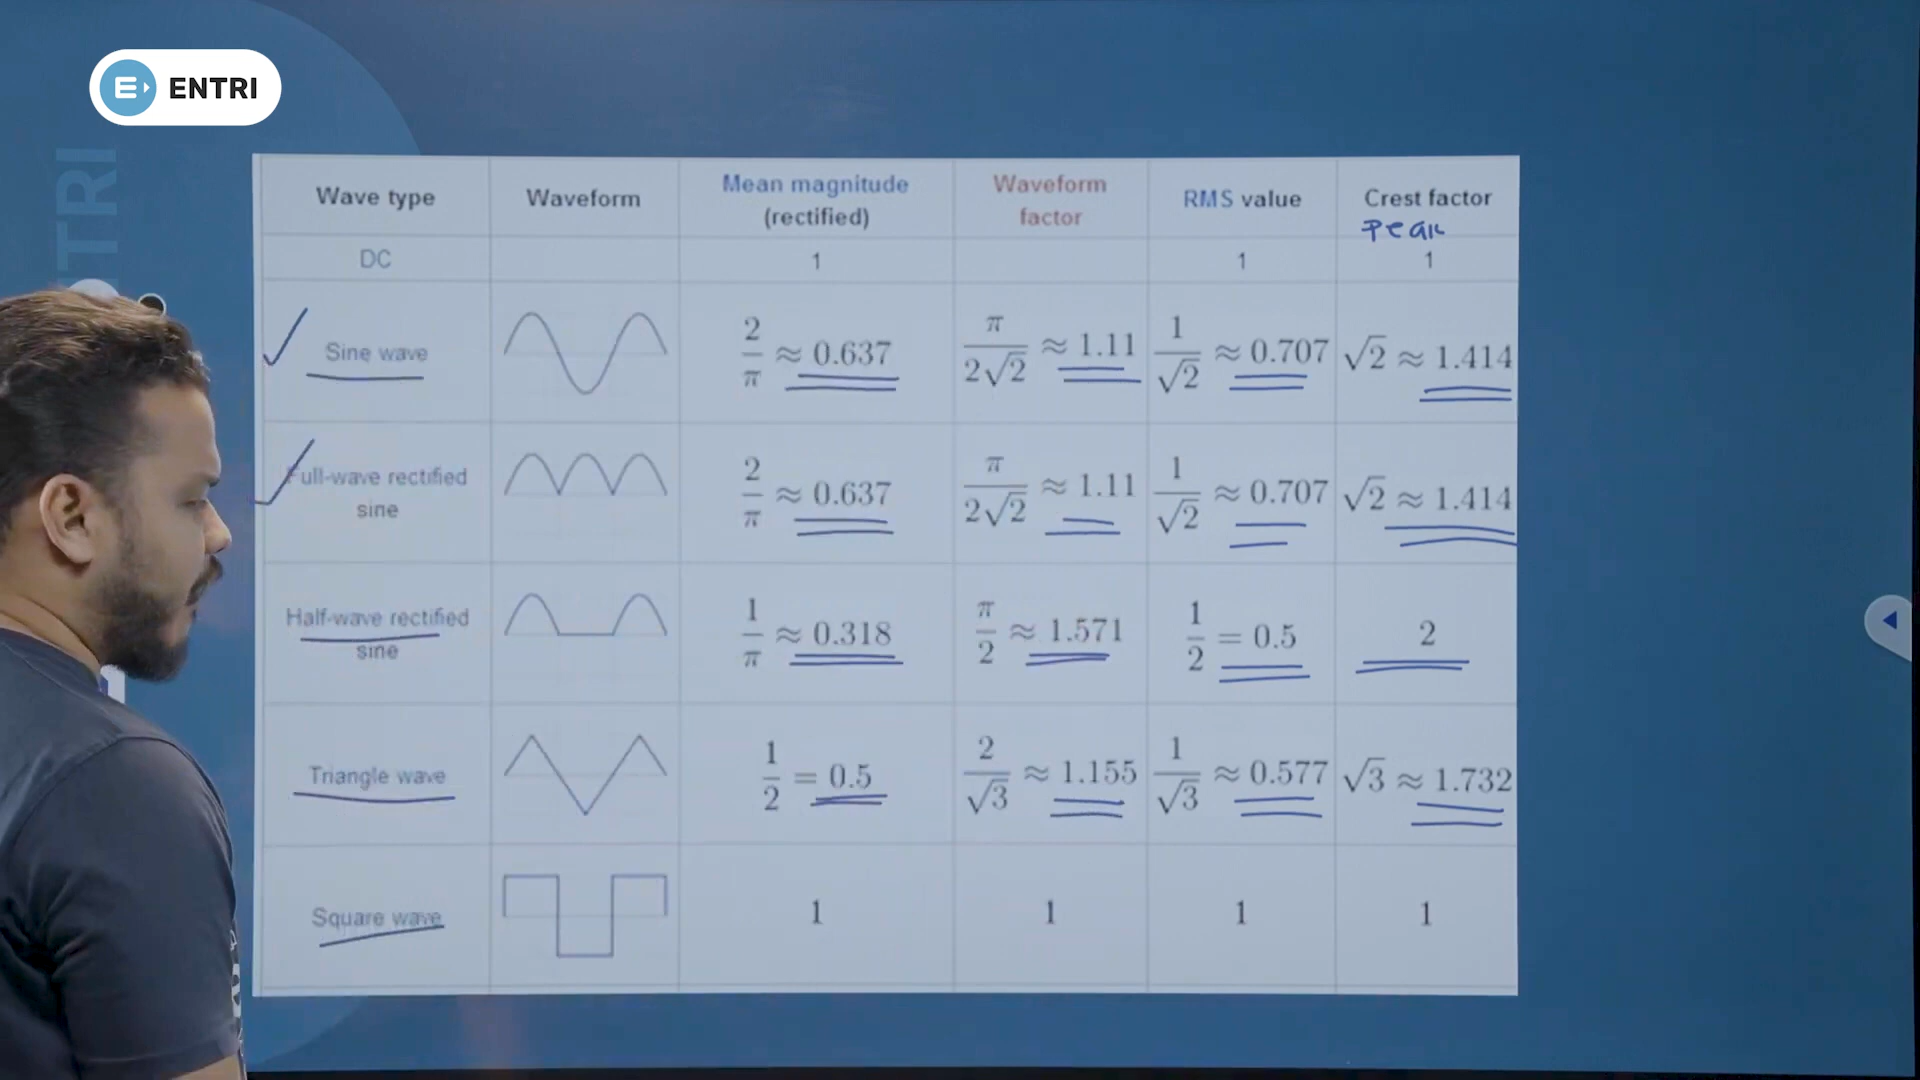 ENTRI
TRI
Wave type Waveform Mean magnitude (rectified) Waveform factor RMS value Crest factor
Peak
DC 1 1 1
Sine wave 2/π ≈ 0.637 π/2√2 ≈ 1.11 1/√2 ≈ 0.707 √2 ≈ 1.414
Full-wave rectified sine 2/π ≈ 0.637 π/2√2 ≈ 1.11 1/√2 ≈ 0.707 √2 ≈ 1.414
Half-wave rectified sine 1/π ≈ 0.318 π/2 ≈ 1.571 1/2 = 0.5 2
Triangle wave 1/2 = 0.5 2/√3 ≈ 1.155 1/√3 ≈ 0.577 √3 ≈ 1.732
Square wave 1 1 1 1